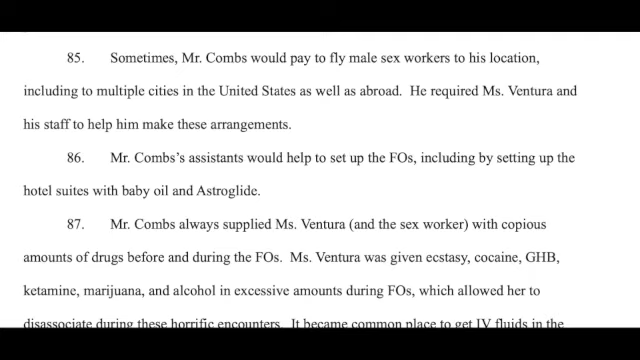 85. Sometimes, Mr. Combs would pay to fly male sex workers to his location,
including to multiple cities in the United States as well as abroad. He required Ms. Ventura and
his staff to help him make these arrangements.
86. Mr. Combs's assistants would help to set up the FOs, including by setting up the
hotel suites with baby oil and Astroglide.
87. Mr. Combs always supplied Ms. Ventura (and the sex worker) with copious
amounts of drugs before and during the FOs. Ms. Ventura was given ecstasy, cocaine, GHB,
ketamine, marijuana, and alcohol in excessive amounts during FOs, which allowed her to
disassociate during these horrific encounters. It became common place to get IV fluids in the